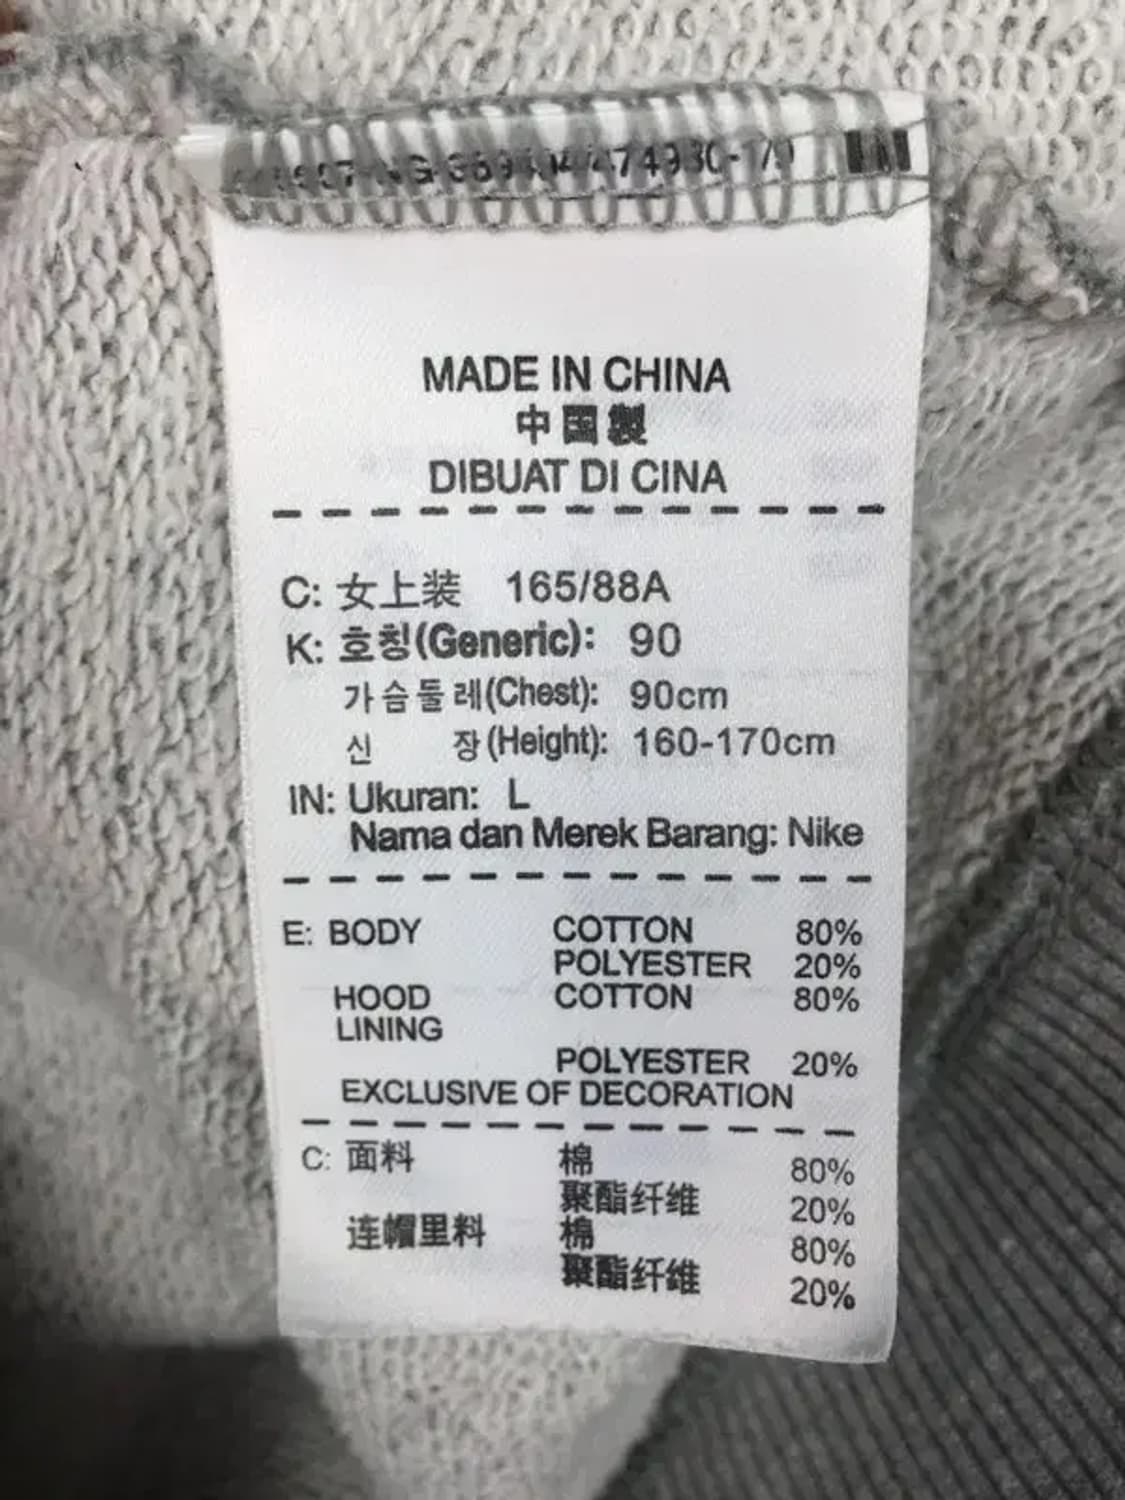 MADE IN CHINA
中国製
DIBUAT DI CINA
C: 女上装 165/88A
K: 호칭(Generic): 90
가슴둘레(Chest): 90cm
신 장(Height): 160-170cm
IN: Ukuran: L
Nama dan Merek Barang: Nike
E: BODY COTTON 80%
POLYESTER 20%
HOOD COTTON 80%
LINING
POLYESTER 20%
EXCLUSIVE OF DECORATION
C: 面料 棉 80%
聚酯纤维 20%
连帽里料 棉 80%
聚酯纤维 20%